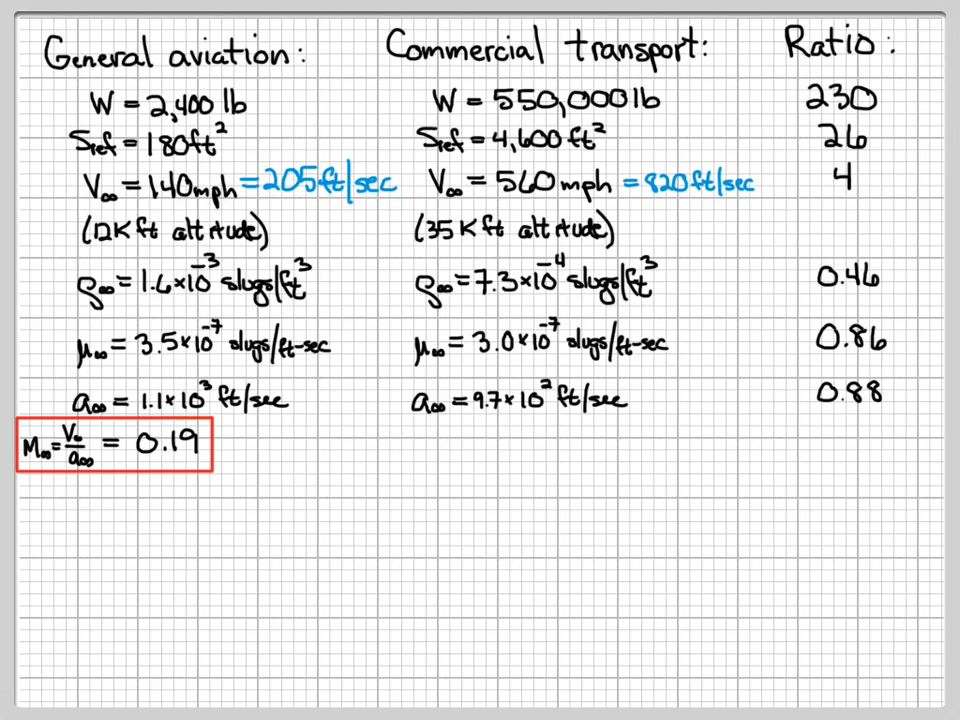 General aviation: Commercial transport: Ratio:
W = 2,400 lb W = 550,000 lb 230
Sref = 180 ft² Sref = 4,600 ft² 26
V∞ = 140 mph = 205 ft/sec V∞ = 560 mph = 820 ft/sec 4
(12K ft altitude) (35K ft altitude)
ρ∞ = 1.6 × 10⁻³ slugs/ft³ ρ∞ = 7.3 × 10⁻⁴ slugs/ft³ 0.46
μ∞ = 3.5 × 10⁻⁷ slugs/ft-sec μ∞ = 3.0 × 10⁻⁷ slugs/ft-sec 0.86
a∞ = 1.1 × 10³ ft/sec a∞ = 9.7 × 10² ft/sec 0.88
M∞ = V∞/a∞ = 0.19